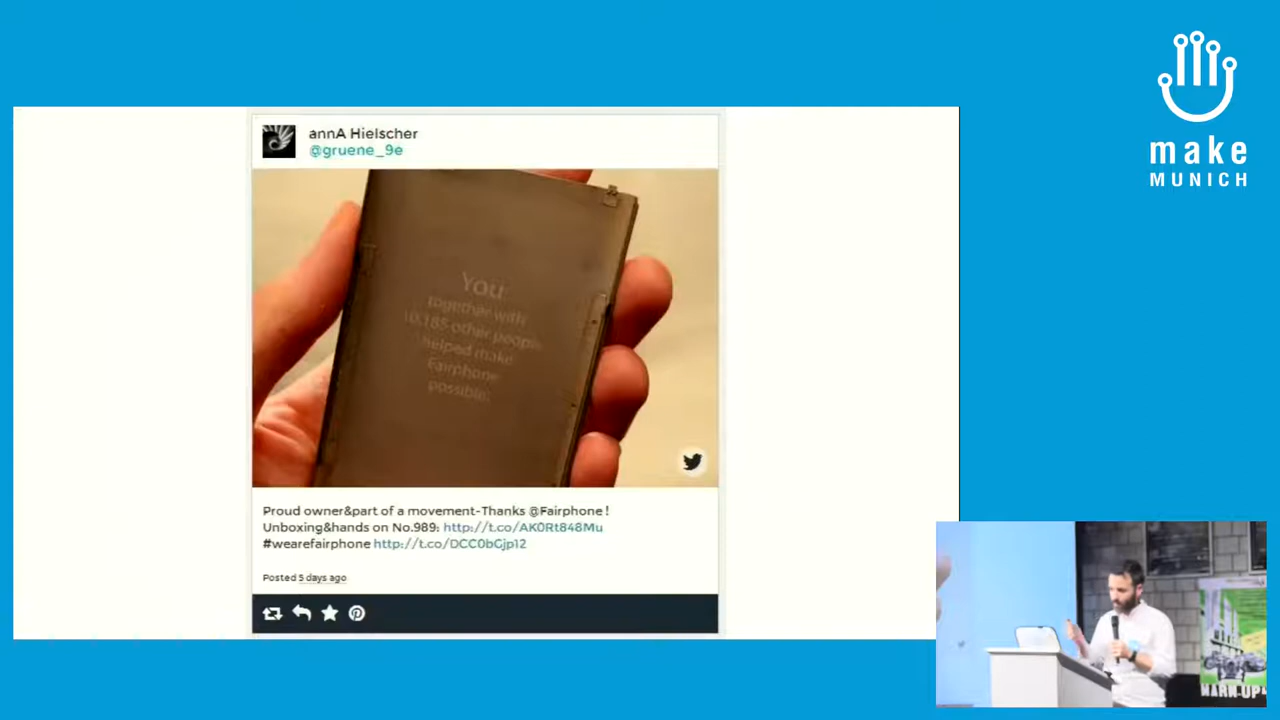 annA Hielscher
@gruene_9e
You
together with
10,185 other people
helped make
Fairphone
possible.
Proud owner&part of a movement-Thanks @Fairphone !
Unboxing&hands on No.989: http://t.co/AK0Rt848Mu
#wearefairphone http://t.co/DCC0bGjp12
Posted 5 days ago
make
MUNICH
WARM UP